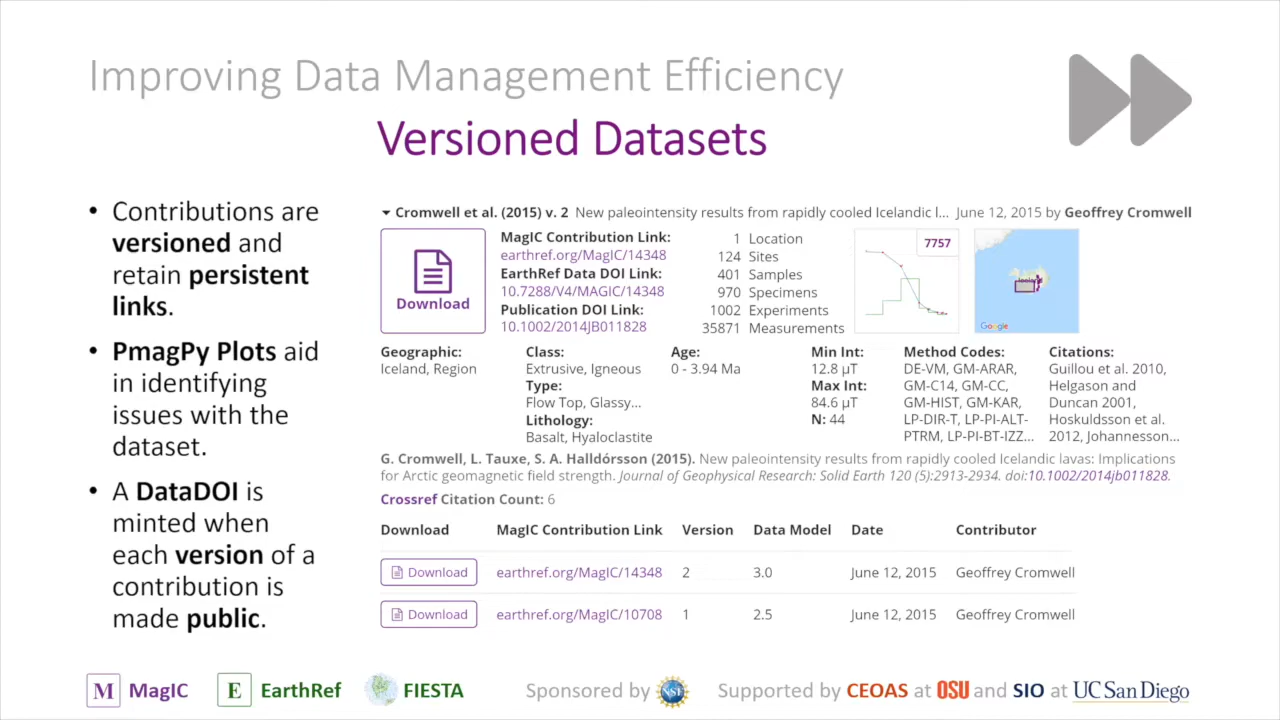 Improving Data Management Efficiency
Versioned Datasets
• Contributions are
versioned and
retain persistent
links.
• PmagPy Plots aid
in identifying
issues with the
dataset.
• A DataDOI is
minted when
each version of a
contribution is
made public.
Cromwell et al. (2015) v. 2 New paleointensity results from rapidly cooled Icelandic l... June 12, 2015 by Geoffrey Cromwell
Download
MagIC Contribution Link:
earthref.org/MagIC/14348
EarthRef Data DOI Link:
10.7288/V4/MAGIC/14348
Publication DOI Link:
10.1002/2014JB011828
1 Location
124 Sites
401 Samples
970 Specimens
1002 Experiments
35871 Measurements
7757
Google
Geographic:
Iceland, Region
Class:
Extrusive, Igneous
Type:
Flow Top, Glassy...
Lithology:
Basalt, Hyaloclastite
Age:
0 - 3.94 Ma
Min Int:
12.8 µT
Max Int:
84.6 µT
N: 44
Method Codes:
DE-VM, GM-ARAR,
GM-C14, GM-CC,
GM-HIST, GM-KAR,
LP-DIR-T, LP-PI-ALT-
PTRM, LP-PI-BT-IZZ...
Citations:
Guillou et al. 2010,
Helgason and
Duncan 2001,
Hoskuldsson et al.
2012, Johannesson...
G. Cromwell, L. Tauxe, S. A. Halldórsson (2015). New paleointensity results from rapidly cooled Icelandic lavas: Implications
for Arctic geomagnetic field strength. Journal of Geophysical Research: Solid Earth 120 (5):2913-2934. doi:10.1002/2014jb011828.
Crossref Citation Count: 6
Download MagIC Contribution Link Version Data Model Date Contributor
Download earthref.org/MagIC/14348 2 3.0 June 12, 2015 Geoffrey Cromwell
Download earthref.org/MagIC/10708 1 2.5 June 12, 2015 Geoffrey Cromwell
M MagIC E EarthRef FIESTA Sponsored by NSF Supported by CEOAS at OSU and SIO at UC San Diego